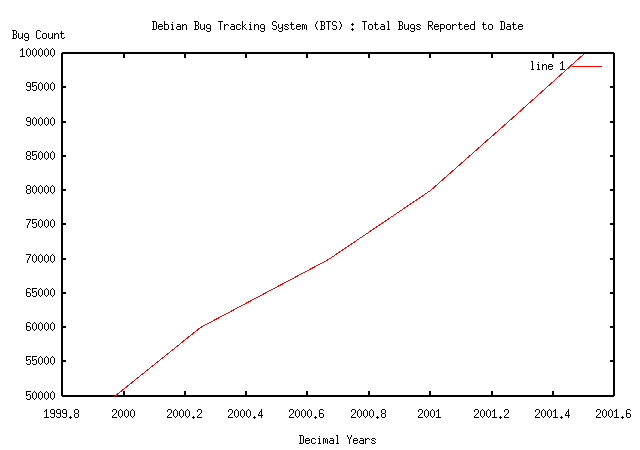 Debian Bug Tracking System (BTS) : Total Bugs Reported to Date
Bug Count
100000
line 1
95000
90000
85000
80000
75000
70000
65000
60000
55000
50000
1999.8 2000 2000.2 2000.4 2000.6 2000.8 2001 2001.2 2001.4 2001.6
Decimal Years